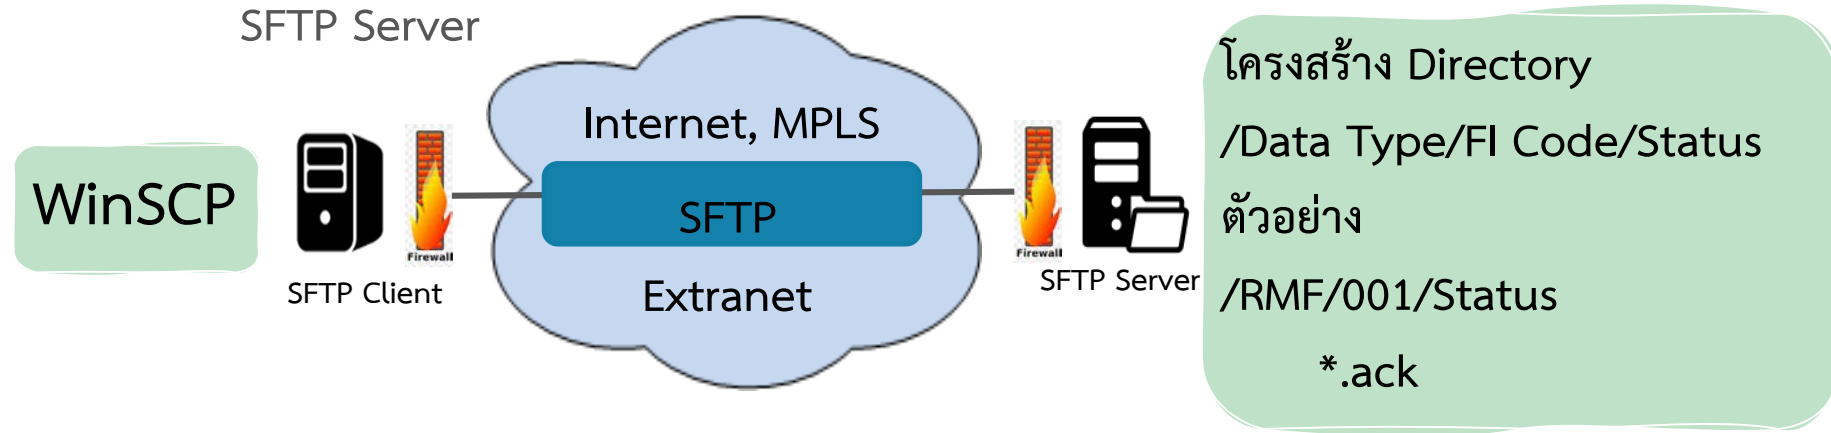 SFTP Server
WinSCP
Firewall
SFTP Client
Internet, MPLS
SFTP
Extranet
Firewall
SFTP Server
โครงสร้าง Directory
/Data Type/FI Code/Status
ตัวอย่าง
/RMF/001/Status
*.ack